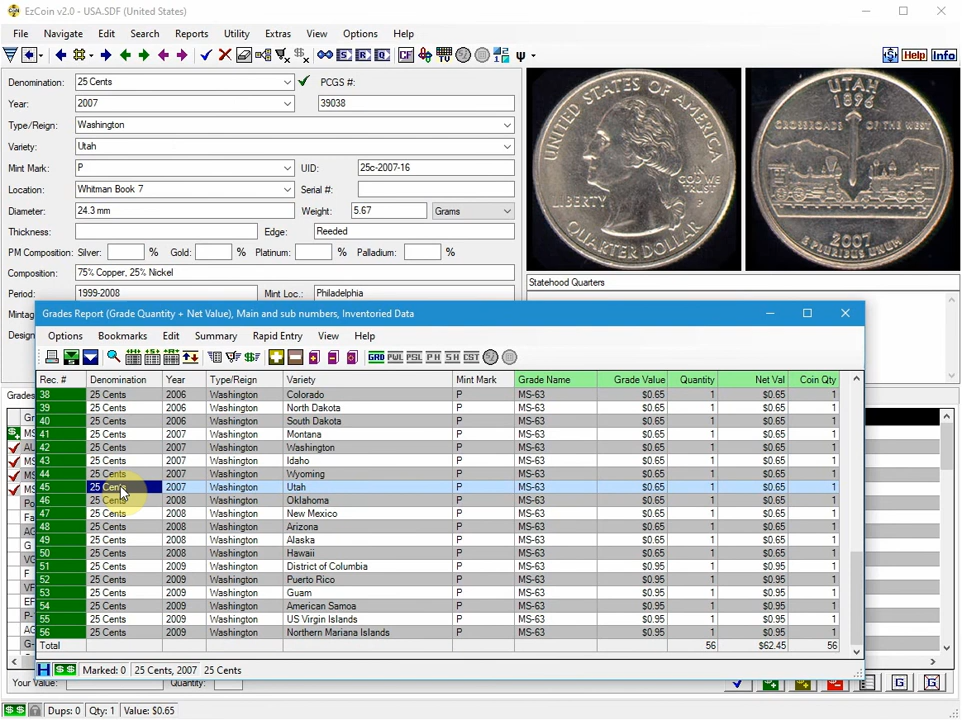 EzCoin v2.0 - USA.SDF (United States)
File Navigate Edit Search Reports Utility Extras View Options Help
S R Q CF TU Help Info
Denomination: 25 Cents PCGS #:
Year: 2007 39038
Type/Reign: Washington
Variety: Utah
Mint Mark: P UID: 25c-2007-16
Location: Whitman Book 7 Serial #:
Diameter: 24.3 mm Weight: 5.67 Grams
Thickness: Edge: Reeded
PM Composition: Silver: % Gold: % Platinum: % Palladium: %
Composition: 75% Copper, 25% Nickel
Period: 1999-2008 Mint Loc.: Philadelphia
UNITED STATES OF AMERICA
LIBERTY
IN GOD WE TRUST
P
QUARTER DOLLAR
UTAH
1896
CROSSROADS OF THE WEST
2007
E PLURIBUS UNUM
Statehood Quarters
Mintag
Design
Grades
Grades Report (Grade Quantity + Net Value), Main and sub numbers, Inventoried Data
Options Bookmarks Edit Summary Rapid Entry View Help
GRD PWL PSL P H S H CST
Rec. # Denomination Year Type/Reign Variety Mint Mark Grade Name Grade Value Quantity Net Val Coin Qty
38 25 Cents 2006 Washington Colorado P MS-63 $0.65 1 $0.65 1
39 25 Cents 2006 Washington North Dakota P MS-63 $0.65 1 $0.65 1
40 25 Cents 2006 Washington South Dakota P MS-63 $0.65 1 $0.65 1
41 25 Cents 2007 Washington Montana P MS-63 $0.65 1 $0.65 1
42 25 Cents 2007 Washington Washington P MS-63 $0.65 1 $0.65 1
43 25 Cents 2007 Washington Idaho P MS-63 $0.65 1 $0.65 1
44 25 Cents 2007 Washington Wyoming P MS-63 $0.65 1 $0.65 1
45 25 Cents 2007 Washington Utah P MS-63 $0.65 1 $0.65 1
46 25 Cents 2008 Washington Oklahoma P MS-63 $0.65 1 $0.65 1
47 25 Cents 2008 Washington New Mexico P MS-63 $0.65 1 $0.65 1
48 25 Cents 2008 Washington Arizona P MS-63 $0.65 1 $0.65 1
49 25 Cents 2008 Washington Alaska P MS-63 $0.65 1 $0.65 1
50 25 Cents 2008 Washington Hawaii P MS-63 $0.65 1 $0.65 1
51 25 Cents 2009 Washington District of Columbia P MS-63 $0.95 1 $0.95 1
52 25 Cents 2009 Washington Puerto Rico P MS-63 $0.95 1 $0.95 1
53 25 Cents 2009 Washington Guam P MS-63 $0.95 1 $0.95 1
54 25 Cents 2009 Washington American Samoa P MS-63 $0.95 1 $0.95 1
55 25 Cents 2009 Washington US Virgin Islands P MS-63 $0.95 1 $0.95 1
56 25 Cents 2009 Washington Northern Mariana Islands P MS-63 $0.95 1 $0.95 1
Total 56 $62.45 56
Marked: 0 25 Cents, 2007 25 Cents
Your Value: Quantity:
Dups: 0 Qty: 1 Value: $0.65